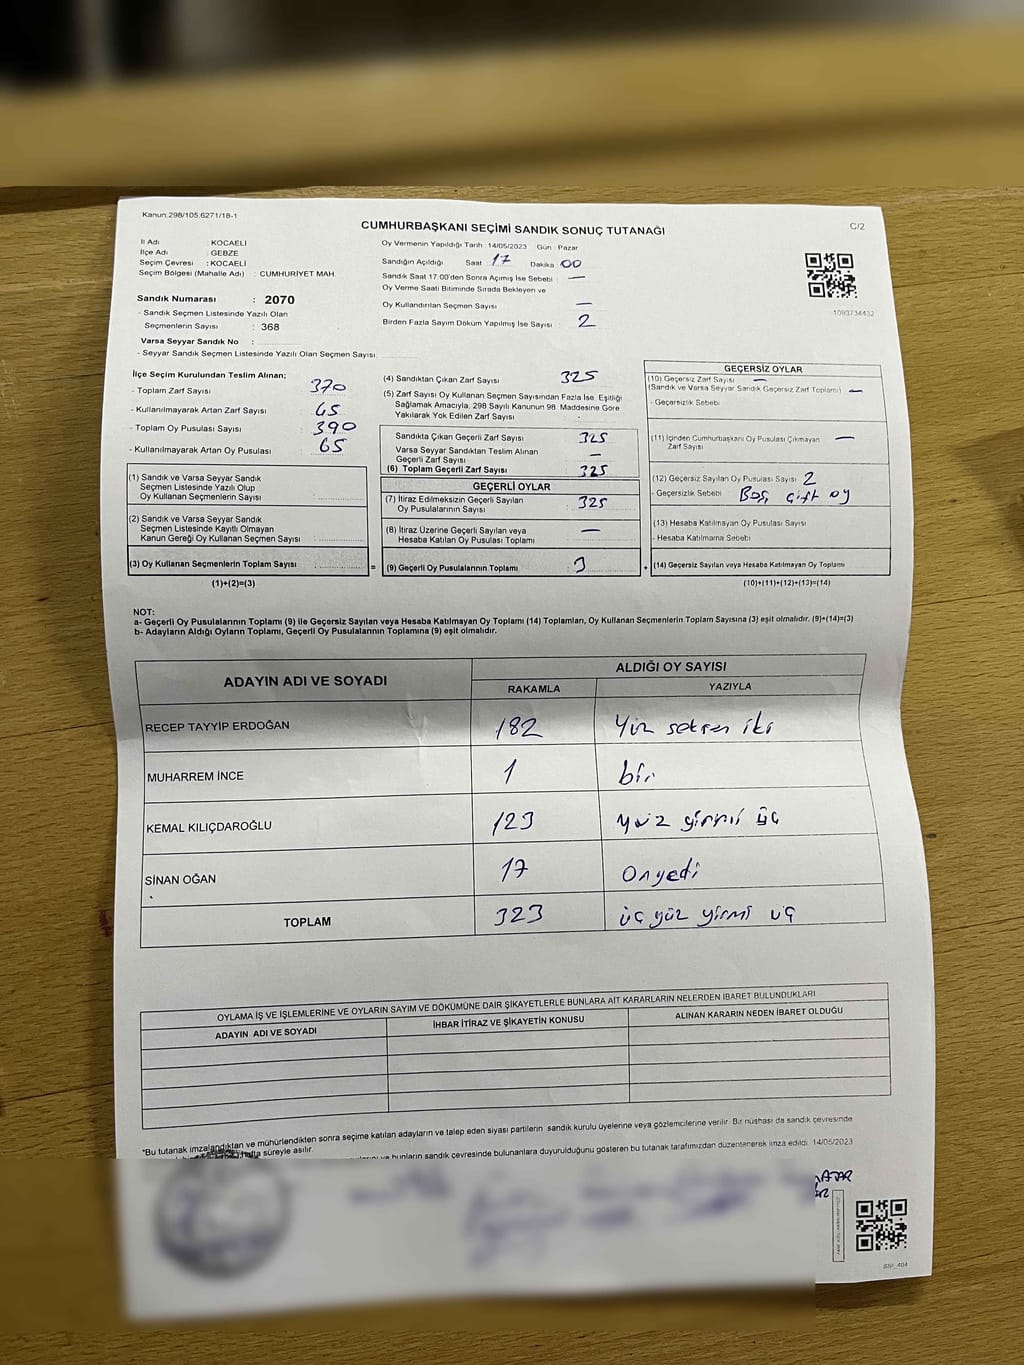 Kanun:298/105,6271/18-1
CUMHURBAŞKANI SEÇİMİ SANDIK SONUÇ TUTANAĞI
C/2
İl Adı : KOCAELİ
İlçe Adı : GEBZE
Seçim Çevresi : KOCAELİ
Seçim Bölgesi (Mahalle Adı) : CUMHURİYET MAH
Sandık Numarası : 2070
- Sandık Seçmen Listesinde Yazılı Olan
Seçmenlerin Sayısı : 368
Varsa Seyyar Sandık No :
- Seyyar Sandık Seçmen Listesinde Yazılı Olan Seçmen Sayısı
Oy Vermenin Yapıldığı Tarih : 14/05/2023 Gün : Pazar
Sandığın Açıldığı Saat 17 Dakika 00
Sandık Saat 17.00'den Sonra Açımış İse Sebebi : —
Oy Verme Saati Bitiminde Sırada Bekleyen ve
Oy Kullandırılan Seçmen Sayısı —
Birden Fazla Sayım Döküm Yapılmış İse Sayısı 2
1093734432
İlçe Seçim Kurulundan Teslim Alınan;
- Toplam Zarf Sayısı 370
- Kullanılmayarak Artan Zarf Sayısı 65
- Toplam Oy Pusulası Sayısı 390
- Kullanılmayarak Artan Oy Pusulası 65
(1) Sandık ve Varsa Seyyar Sandık
Seçmen Listesinde Yazılı Olup
Oy Kullanan Seçmenlerin Sayısı
(2) Sandık ve Varsa Seyyar Sandık
Seçmen Listesinde Kayıtlı Olmayan
Kanun Gereği Oy Kullanan Seçmen Sayısı
(3) Oy Kullanan Seçmenlerin Toplam Sayısı =
(1)+(2)=(3)
(4) Sandıktan Çıkan Zarf Sayısı 325
(5) Zarf Sayısı Oy Kullanan Seçmen Sayısından Fazla İse, Eşitliği
Sağlamak Amacıyla, 298 Sayılı Kanunun 98. Maddesine Göre
Yakılarak Yok Edilen Zarf Sayısı
Sandıkta Çıkan Geçerli Zarf Sayısı 325
Varsa Seyyar Sandıktan Teslim Alınan
Geçerli Zarf Sayısı —
(6) Toplam Geçerli Zarf Sayısı 325
GEÇERLİ OYLAR
(7) İtiraz Edilmeksizin Geçerli Sayılan
Oy Pusulalarının Sayısı 325
(8) İtiraz Üzerine Geçerli Sayılan veya
Hesaba Katılan Oy Pusulası Toplamı —
(9) Geçerli Oy Pusulalarının Toplamı : 3 +
GEÇERSİZ OYLAR
(10) Geçersiz Zarf Sayısı —
(Sandık ve Varsa Seyyar Sandık Geçersiz Zarf Toplamı) —
- Geçersizlik Sebebi
(11) İçinden Cumhurbaşkanı Oy Pusulası Çıkmayan
Zarf Sayısı —
(12) Geçersiz Sayılan Oy Pusulası Sayısı 2
- Geçersizlik Sebebi Boş, çift oy
(13) Hesaba Katılmayan Oy Pusulası Sayısı
- Hesaba Katılmama Sebebi
(14) Geçersiz Sayılan veya Hesaba Katılmayan Oy Toplamı
(10)+(11)+(12)+(13)=(14)
NOT:
a- Geçerli Oy Pusulalarının Toplamı (9) ile Geçersiz Sayılan veya Hesaba Katılmayan Oy Toplamı (14) Toplamları, Oy Kullanan Seçmenlerin Toplam Sayısına (3) eşit olmalıdır. (9)+(14)=(3)
b- Adayların Aldığı Oyların Toplamı, Geçerli Oy Pusulalarının Toplamına (9) eşit olmalıdır.
ADAYIN ADI VE SOYADI
ALDIĞI OY SAYISI
RAKAMLA YAZIYLA
RECEP TAYYİP ERDOĞAN 182 Yüz seksen iki
MUHARREM İNCE 1 bir
KEMAL KILIÇDAROĞLU 123 yüz yirmi üç
SİNAN OĞAN 17 Onyedi
TOPLAM 323 üç yüz yirmi üç
OYLAMA İŞ VE İŞLEMLERİNE VE OYLARIN SAYIM VE DÖKÜMÜNE DAİR ŞİKAYETLERLE BUNLARA AİT KARARLARIN NELERDEN İBARET BULUNDUKLARI
ADAYIN ADI VE SOYADI İHBAR İTİRAZ VE ŞİKAYETİN KONUSU ALINAN KARARIN NEDEN İBARET OLDUĞU
*Bu tutanak imzalandıktan ve mühürlendikten sonra seçime katılan adayların ve talep eden siyasi partilerin sandık kurulu üyelerine veya gözlemcilerine verilir. Bir nüshası da sandık çevresinde
hafta süreyle asılır.
bunların sandık çevresinde bulunanlara duyurulduğunu gösteren bu tutanak tarafımızdan düzenlenerek imza edildi. 14/05/2023
SSI_404